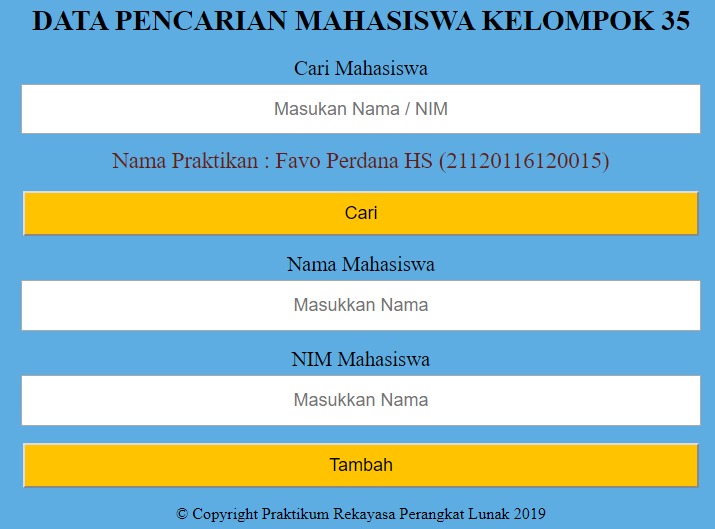 DATA PENCARIAN MAHASISWA KELOMPOK 35
Cari Mahasiswa
Masukan Nama / NIM
Nama Praktikan : Favo Perdana HS (21120116120015)
Cari
Nama Mahasiswa
Masukkan Nama
NIM Mahasiswa
Masukkan Nama
Tambah
© Copyright Praktikum Rekayasa Perangkat Lunak 2019